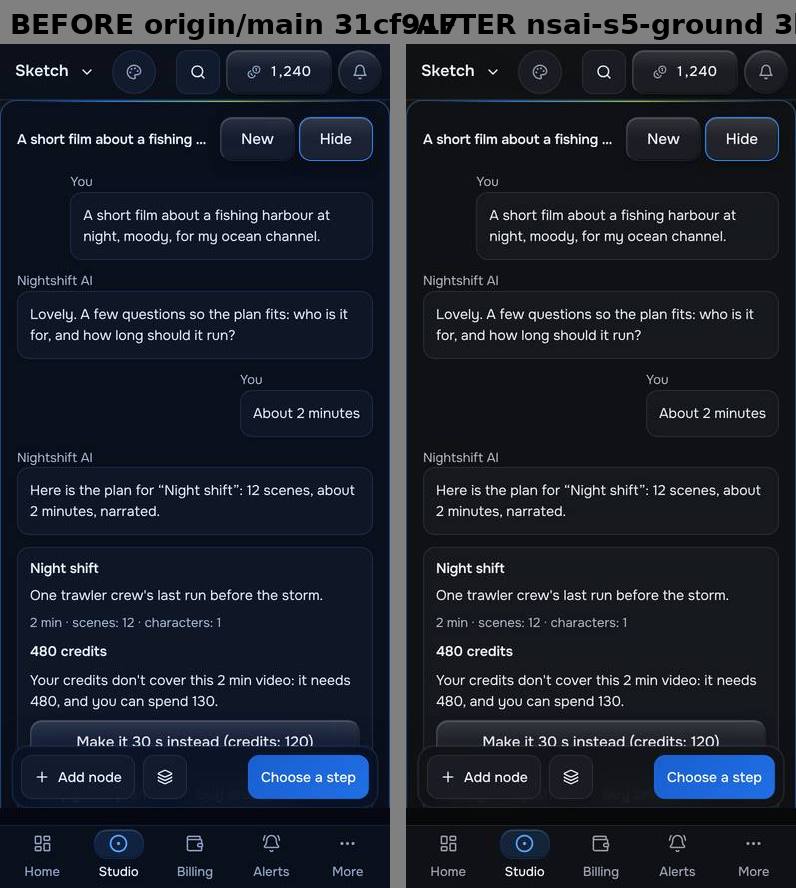 BEFORE origin/main
AFTER nsai-s5-ground
Sketch
1,240
A short film about a fishing ...
New
Hide
You
A short film about a fishing harbour at
night, moody, for my ocean channel.
Nightshift AI
Lovely. A few questions so the plan fits: who is it
for, and how long should it run?
You
About 2 minutes
Nightshift AI
Here is the plan for “Night shift”: 12 scenes, about
2 minutes, narrated.
Night shift
One trawler crew's last run before the storm.
2 min · scenes: 12 · characters: 1
480 credits
Your credits don't cover this 2 min video: it needs
480, and you can spend 130.
Make it 30 s instead (credits: 120)
Add node
Choose a step
Home
Studio
Billing
Alerts
More
Sketch
1,240
A short film about a fishing ...
New
Hide
You
A short film about a fishing harbour at
night, moody, for my ocean channel.
Nightshift AI
Lovely. A few questions so the plan fits: who is it
for, and how long should it run?
You
About 2 minutes
Nightshift AI
Here is the plan for “Night shift”: 12 scenes, about
2 minutes, narrated.
Night shift
One trawler crew's last run before the storm.
2 min · scenes: 12 · characters: 1
480 credits
Your credits don't cover this 2 min video: it needs
480, and you can spend 130.
Make it 30 s instead (credits: 120)
Add node
Choose a step
Home
Studio
Billing
Alerts
More